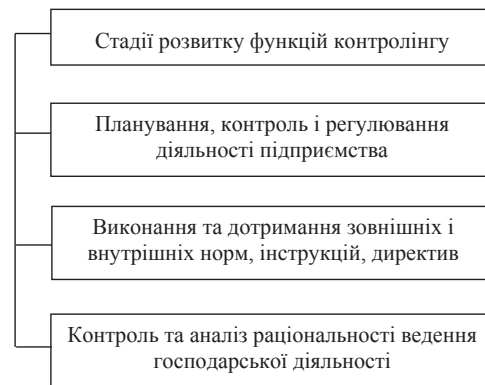 Стадії розвитку функцій контролінгу
Планування, контроль і регулювання
діяльності підприємства
Виконання та дотримання зовнішніх і
внутрішніх норм, інструкцій, директив
Контроль та аналіз раціональності ведення
господарської діяльності